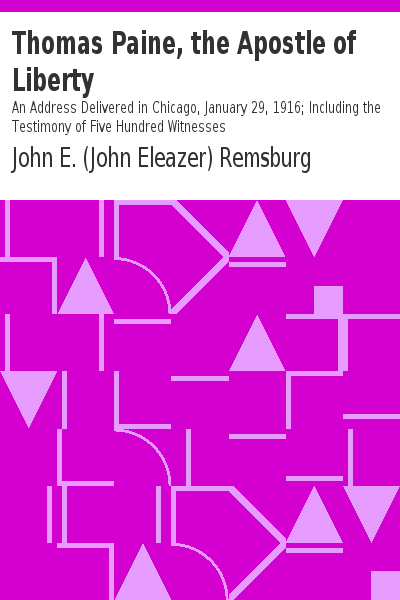 Thomas Paine, the Apostle of
Liberty
An Address Delivered in Chicago, January 29, 1916; Including the
Testimony of Five Hundred Witnesses
John E. (John Eleazer) Remsburg